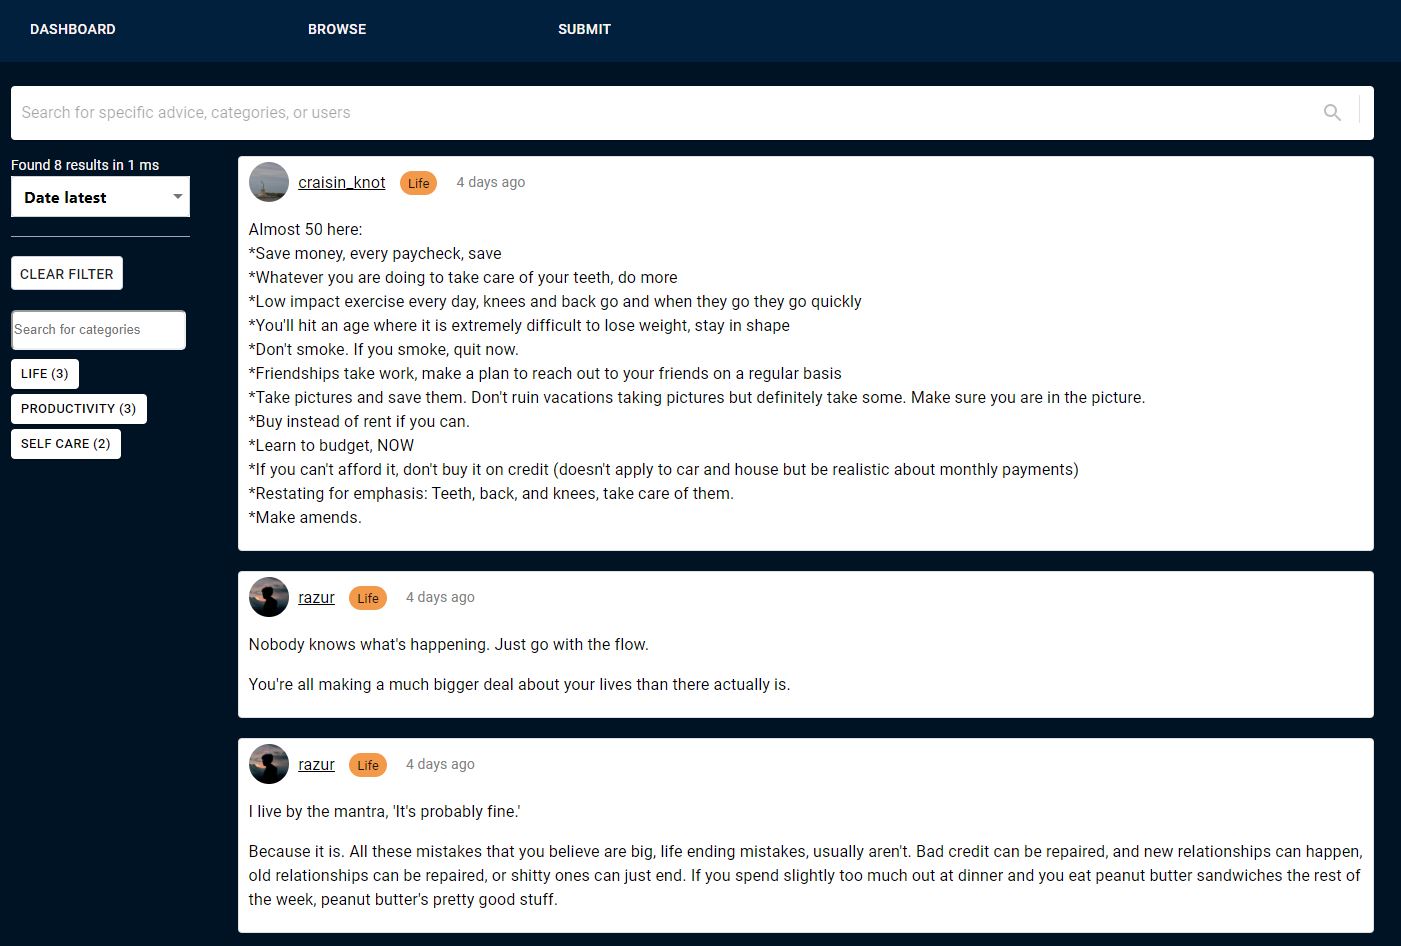 DASHBOARD BROWSE SUBMIT
Search for specific advice, categories, or users
Found 8 results in 1 ms
Date latest
CLEAR FILTER
Search for categories
LIFE (3)
PRODUCTIVITY (3)
SELF CARE (2)
craisin_knot Life 4 days ago
Almost 50 here:
*Save money, every paycheck, save
*Whatever you are doing to take care of your teeth, do more
*Low impact exercise every day, knees and back go and when they go they go quickly
*You'll hit an age where it is extremely difficult to lose weight, stay in shape
*Don't smoke. If you smoke, quit now.
*Friendships take work, make a plan to reach out to your friends on a regular basis
*Take pictures and save them. Don't ruin vacations taking pictures but definitely take some. Make sure you are in the picture.
*Buy instead of rent if you can.
*Learn to budget, NOW
*If you can't afford it, don't buy it on credit (doesn't apply to car and house but be realistic about monthly payments)
*Restating for emphasis: Teeth, back, and knees, take care of them.
*Make amends.
razur Life 4 days ago
Nobody knows what's happening. Just go with the flow.
You're all making a much bigger deal about your lives than there actually is.
razur Life 4 days ago
I live by the mantra, 'It's probably fine.'
Because it is. All these mistakes that you believe are big, life ending mistakes, usually aren't. Bad credit can be repaired, and new relationships can happen,
old relationships can be repaired, or shitty ones can just end. If you spend slightly too much out at dinner and you eat peanut butter sandwiches the rest of
the week, peanut butter's pretty good stuff.